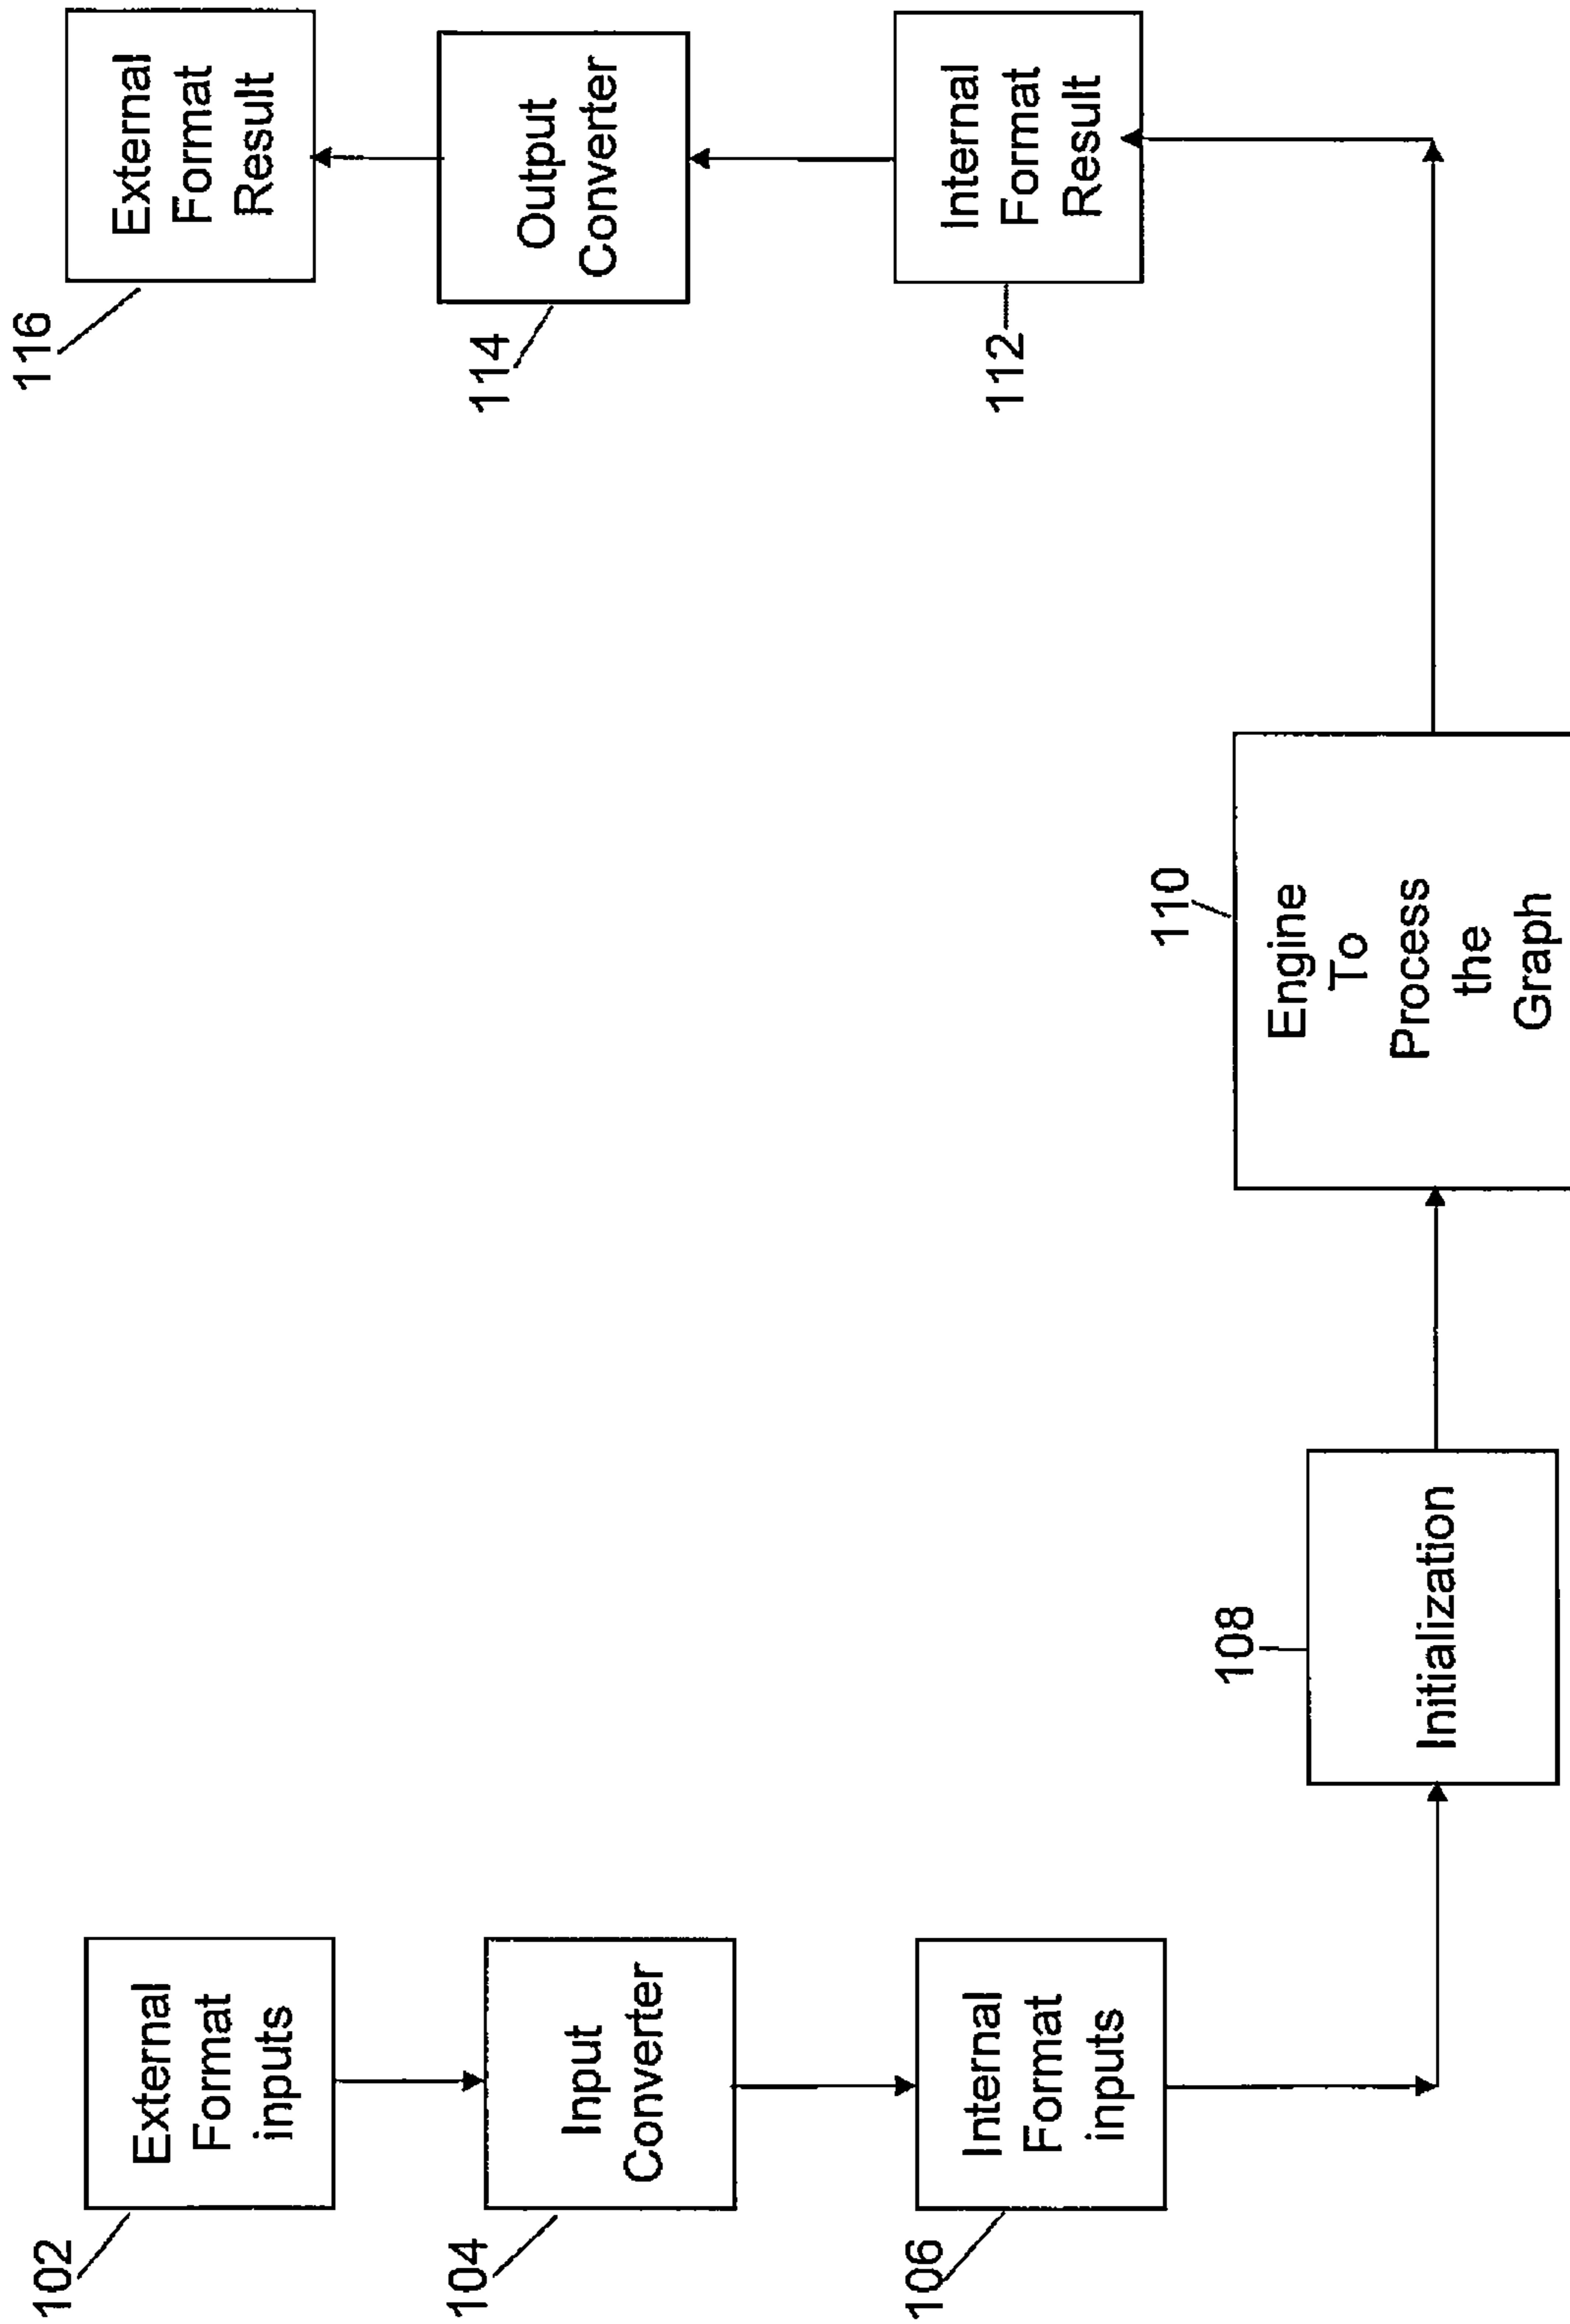 102
External
Format
inputs
104
Input
Converter
106
Internal
Format
inputs
108
Initialization
110
Engine
To
Process
the
Graph
112
Internal
Format
Result
114
Output
Converter
116
External
Format
Result